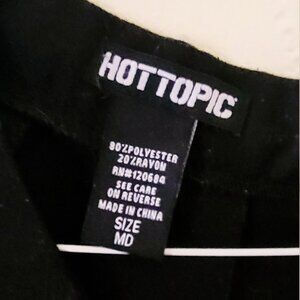 HOTTOPIC
80%POLYESTER
20%RAYON
RN#120684
SEE CARE
ON REVERSE
MADE IN CHINA
SIZE
MD